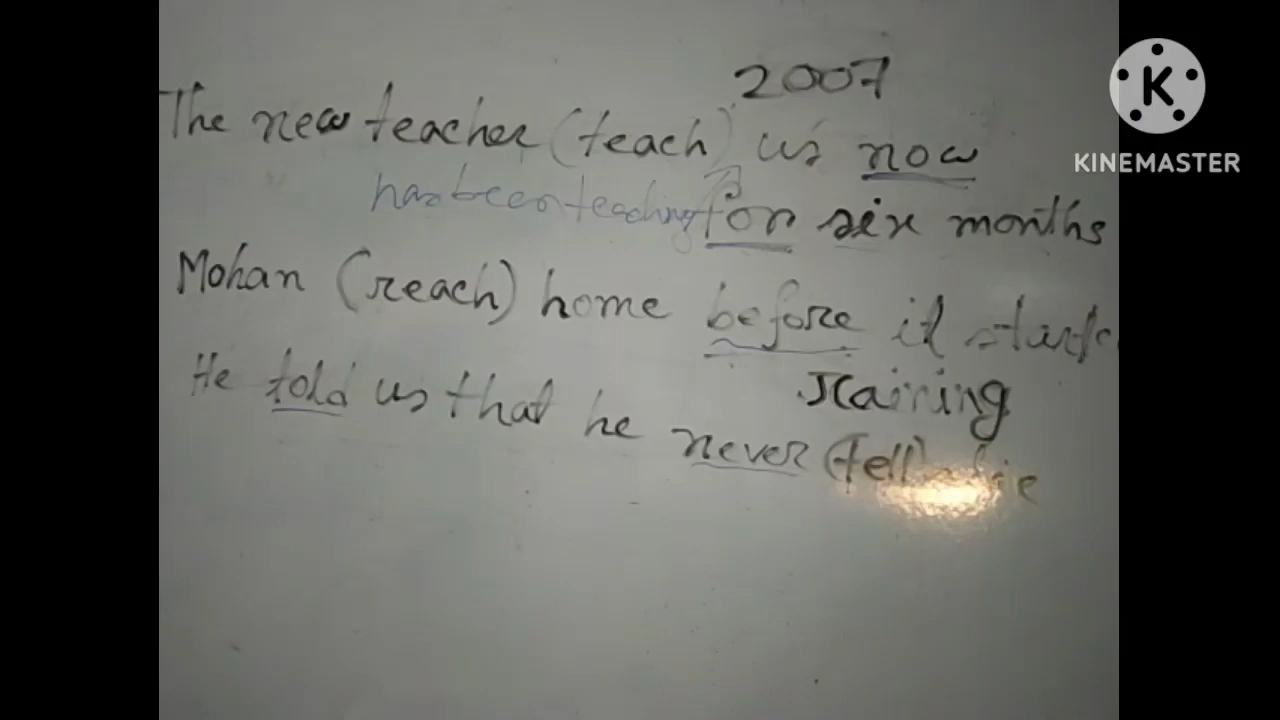 2007
The new teacher (teach) us now
has been teaching for six months
Mohan (reach) home before it
raining
He told us that he never (tell) a lie
KINEMASTER